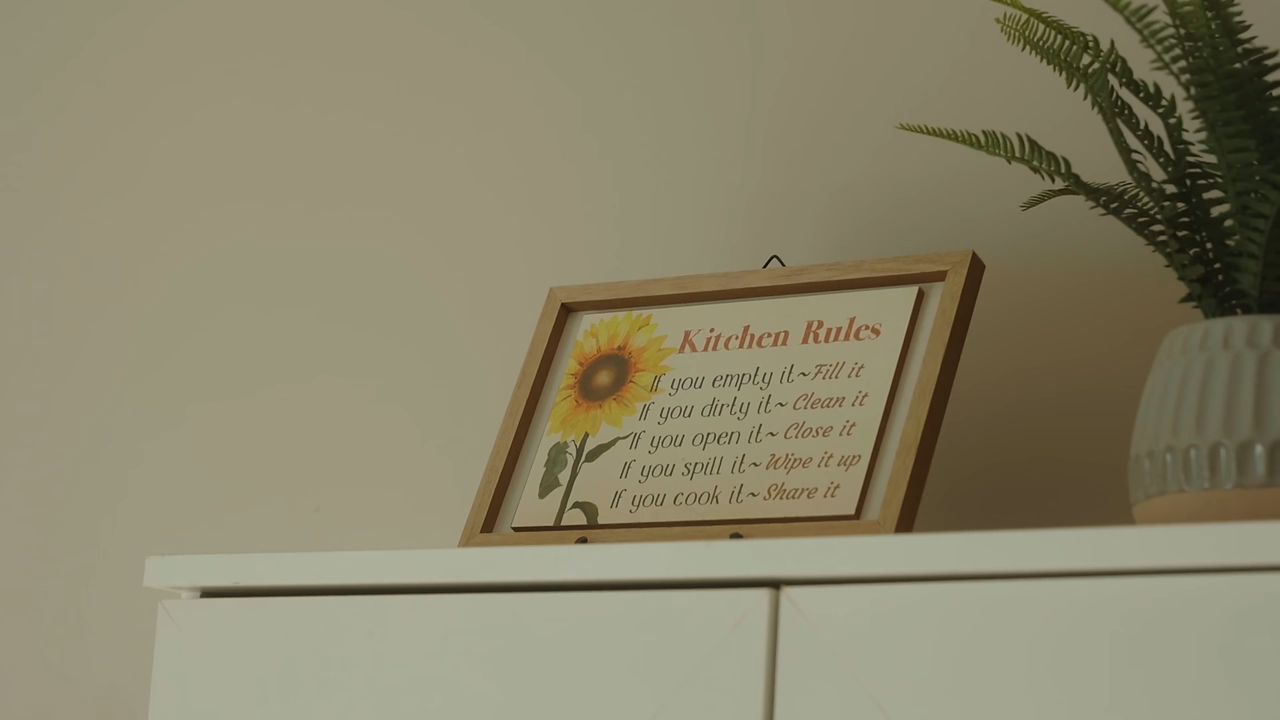 Kitchen Rules
If you empty it~Fill it
If you dirty it~Clean it
If you open it~Close it
If you spill it~Wipe it up
If you cook it~Share it